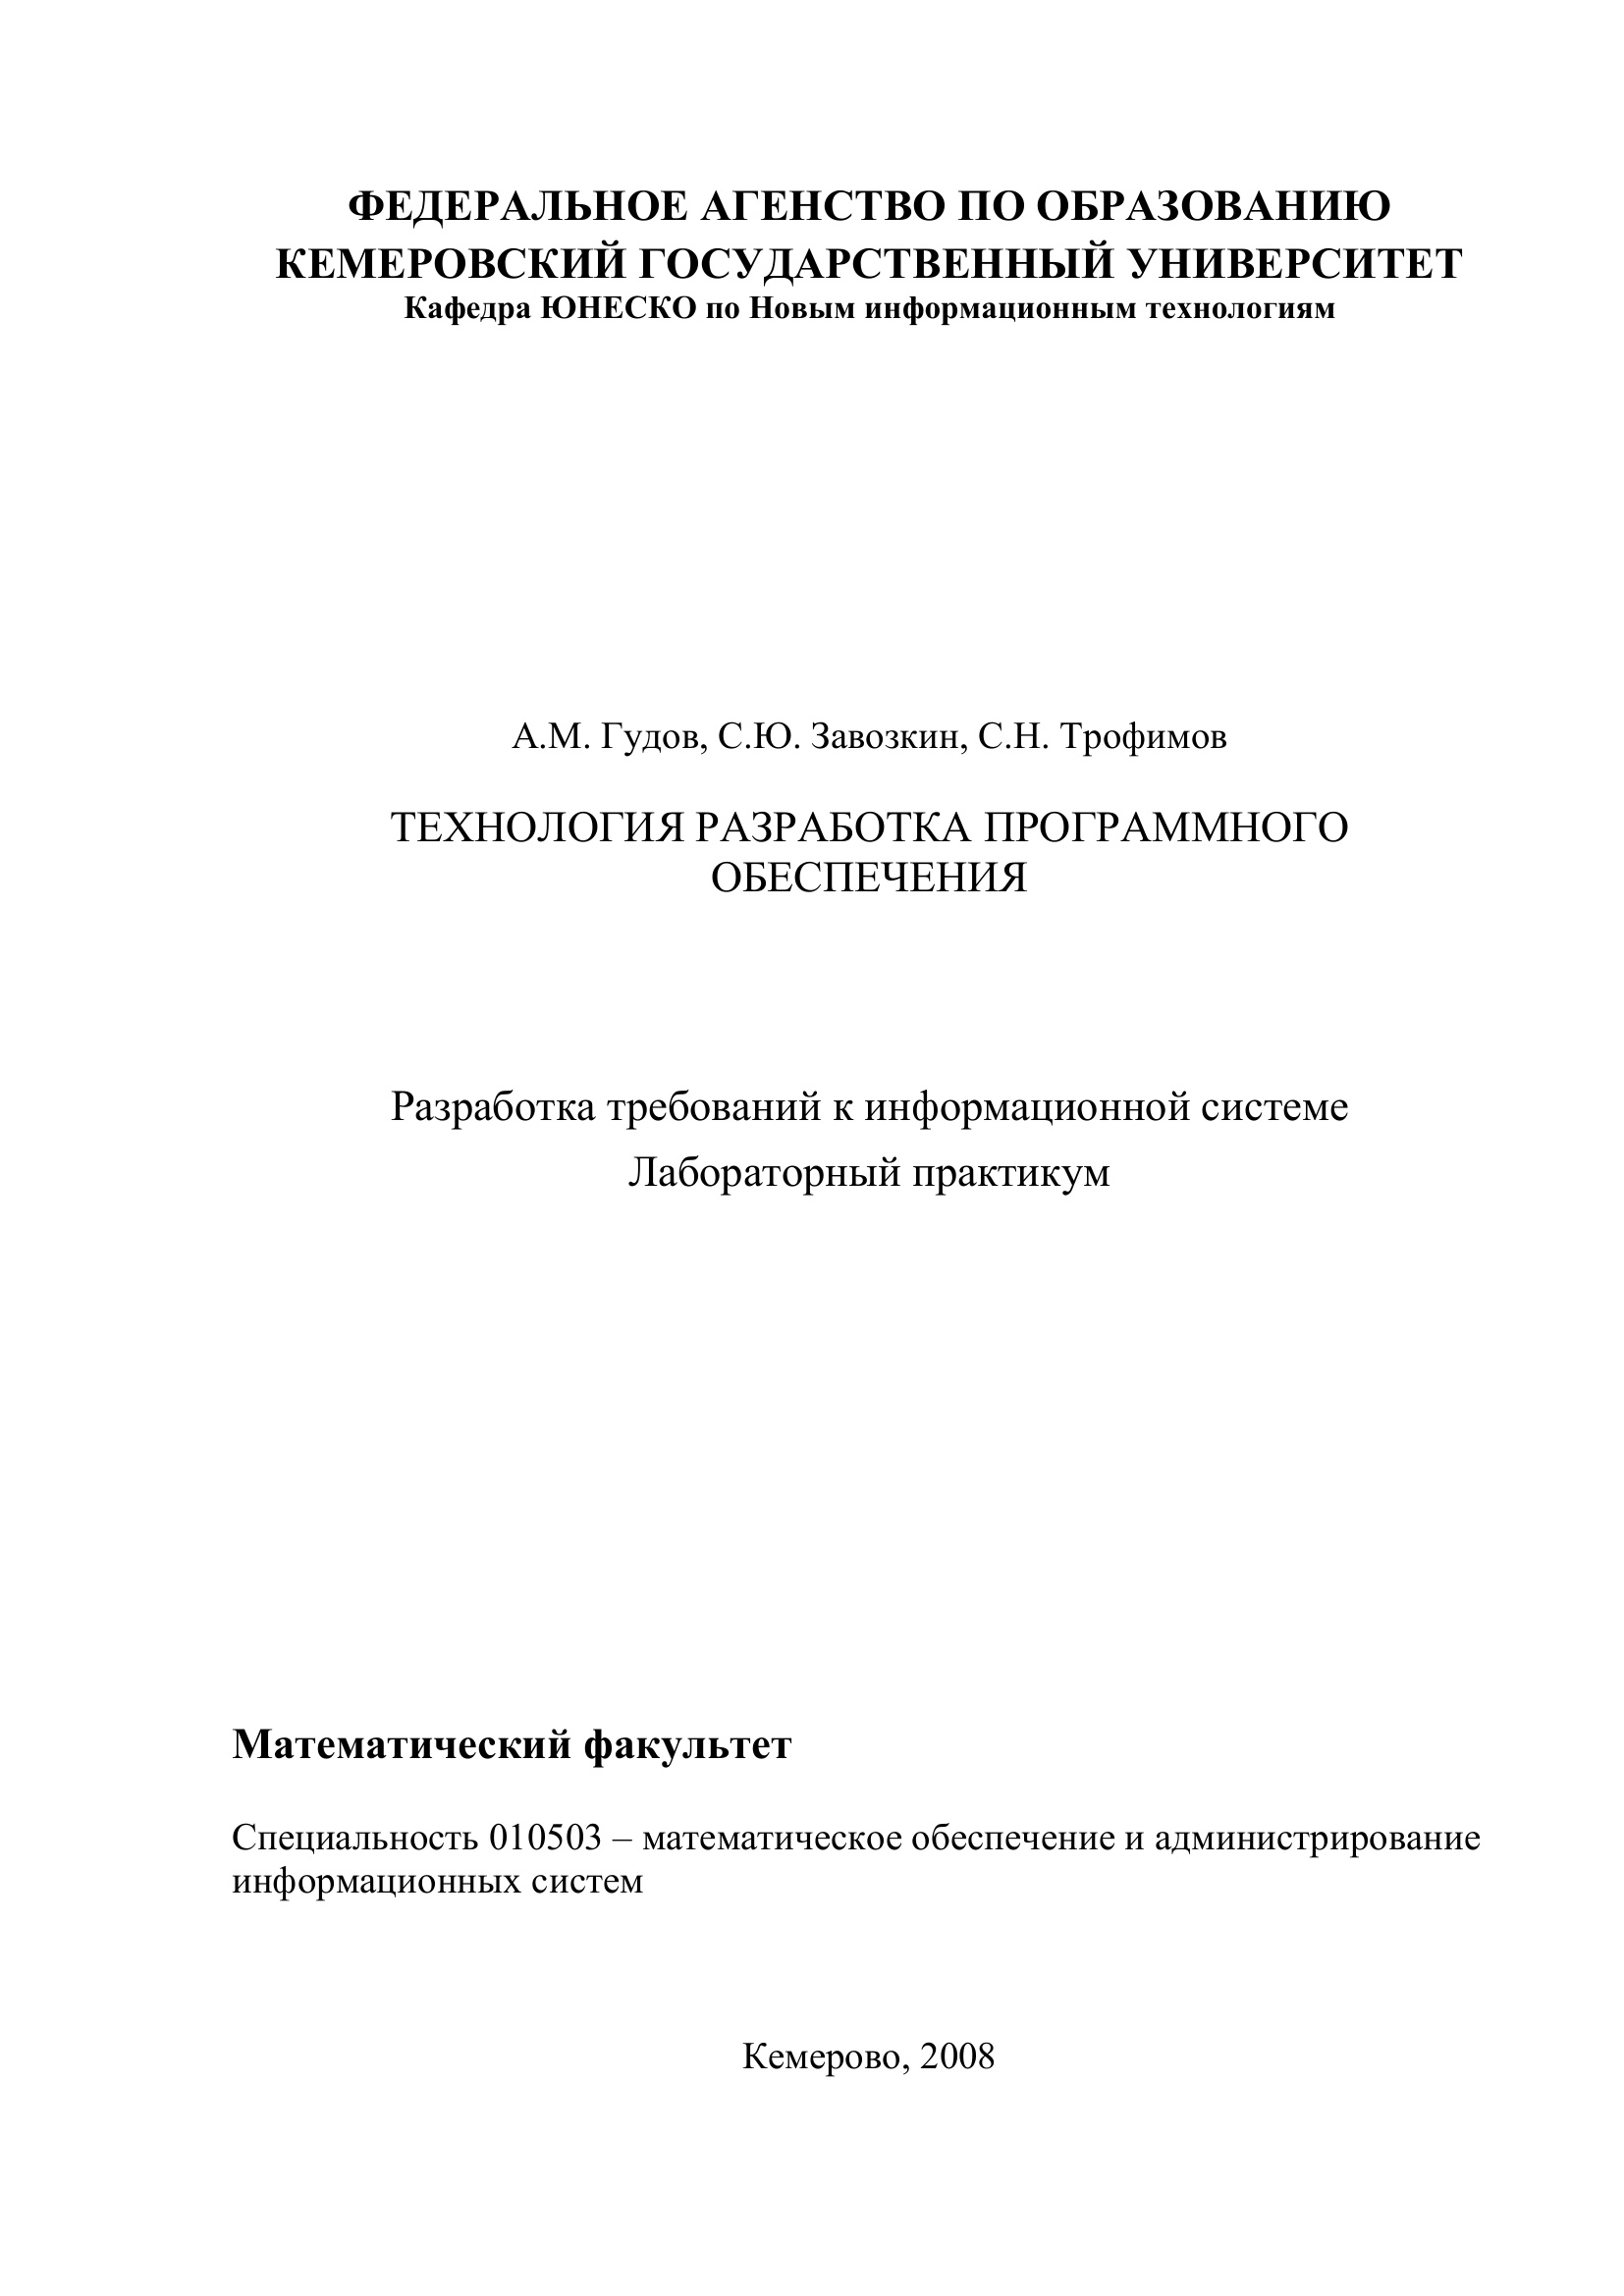 ФЕДЕРАЛЬНОЕ АГЕНСТВО ПО ОБРАЗОВАНИЮ
КЕМЕРОВСКИЙ ГОСУДАРСТВЕННЫЙ УНИВЕРСИТЕТ
Кафедра ЮНЕСКО по Новым информационным технологиям
А.М. Гудов, С.Ю. Завозкин, С.Н. Трофимов
ТЕХНОЛОГИЯ РАЗРАБОТКА ПРОГРАММНОГО
ОБЕСПЕЧЕНИЯ
Разработка требований к информационной системе
Лабораторный практикум
Математический факультет
Специальность 010503 – математическое обеспечение и администрирование
информационных систем
Кемерово, 2008